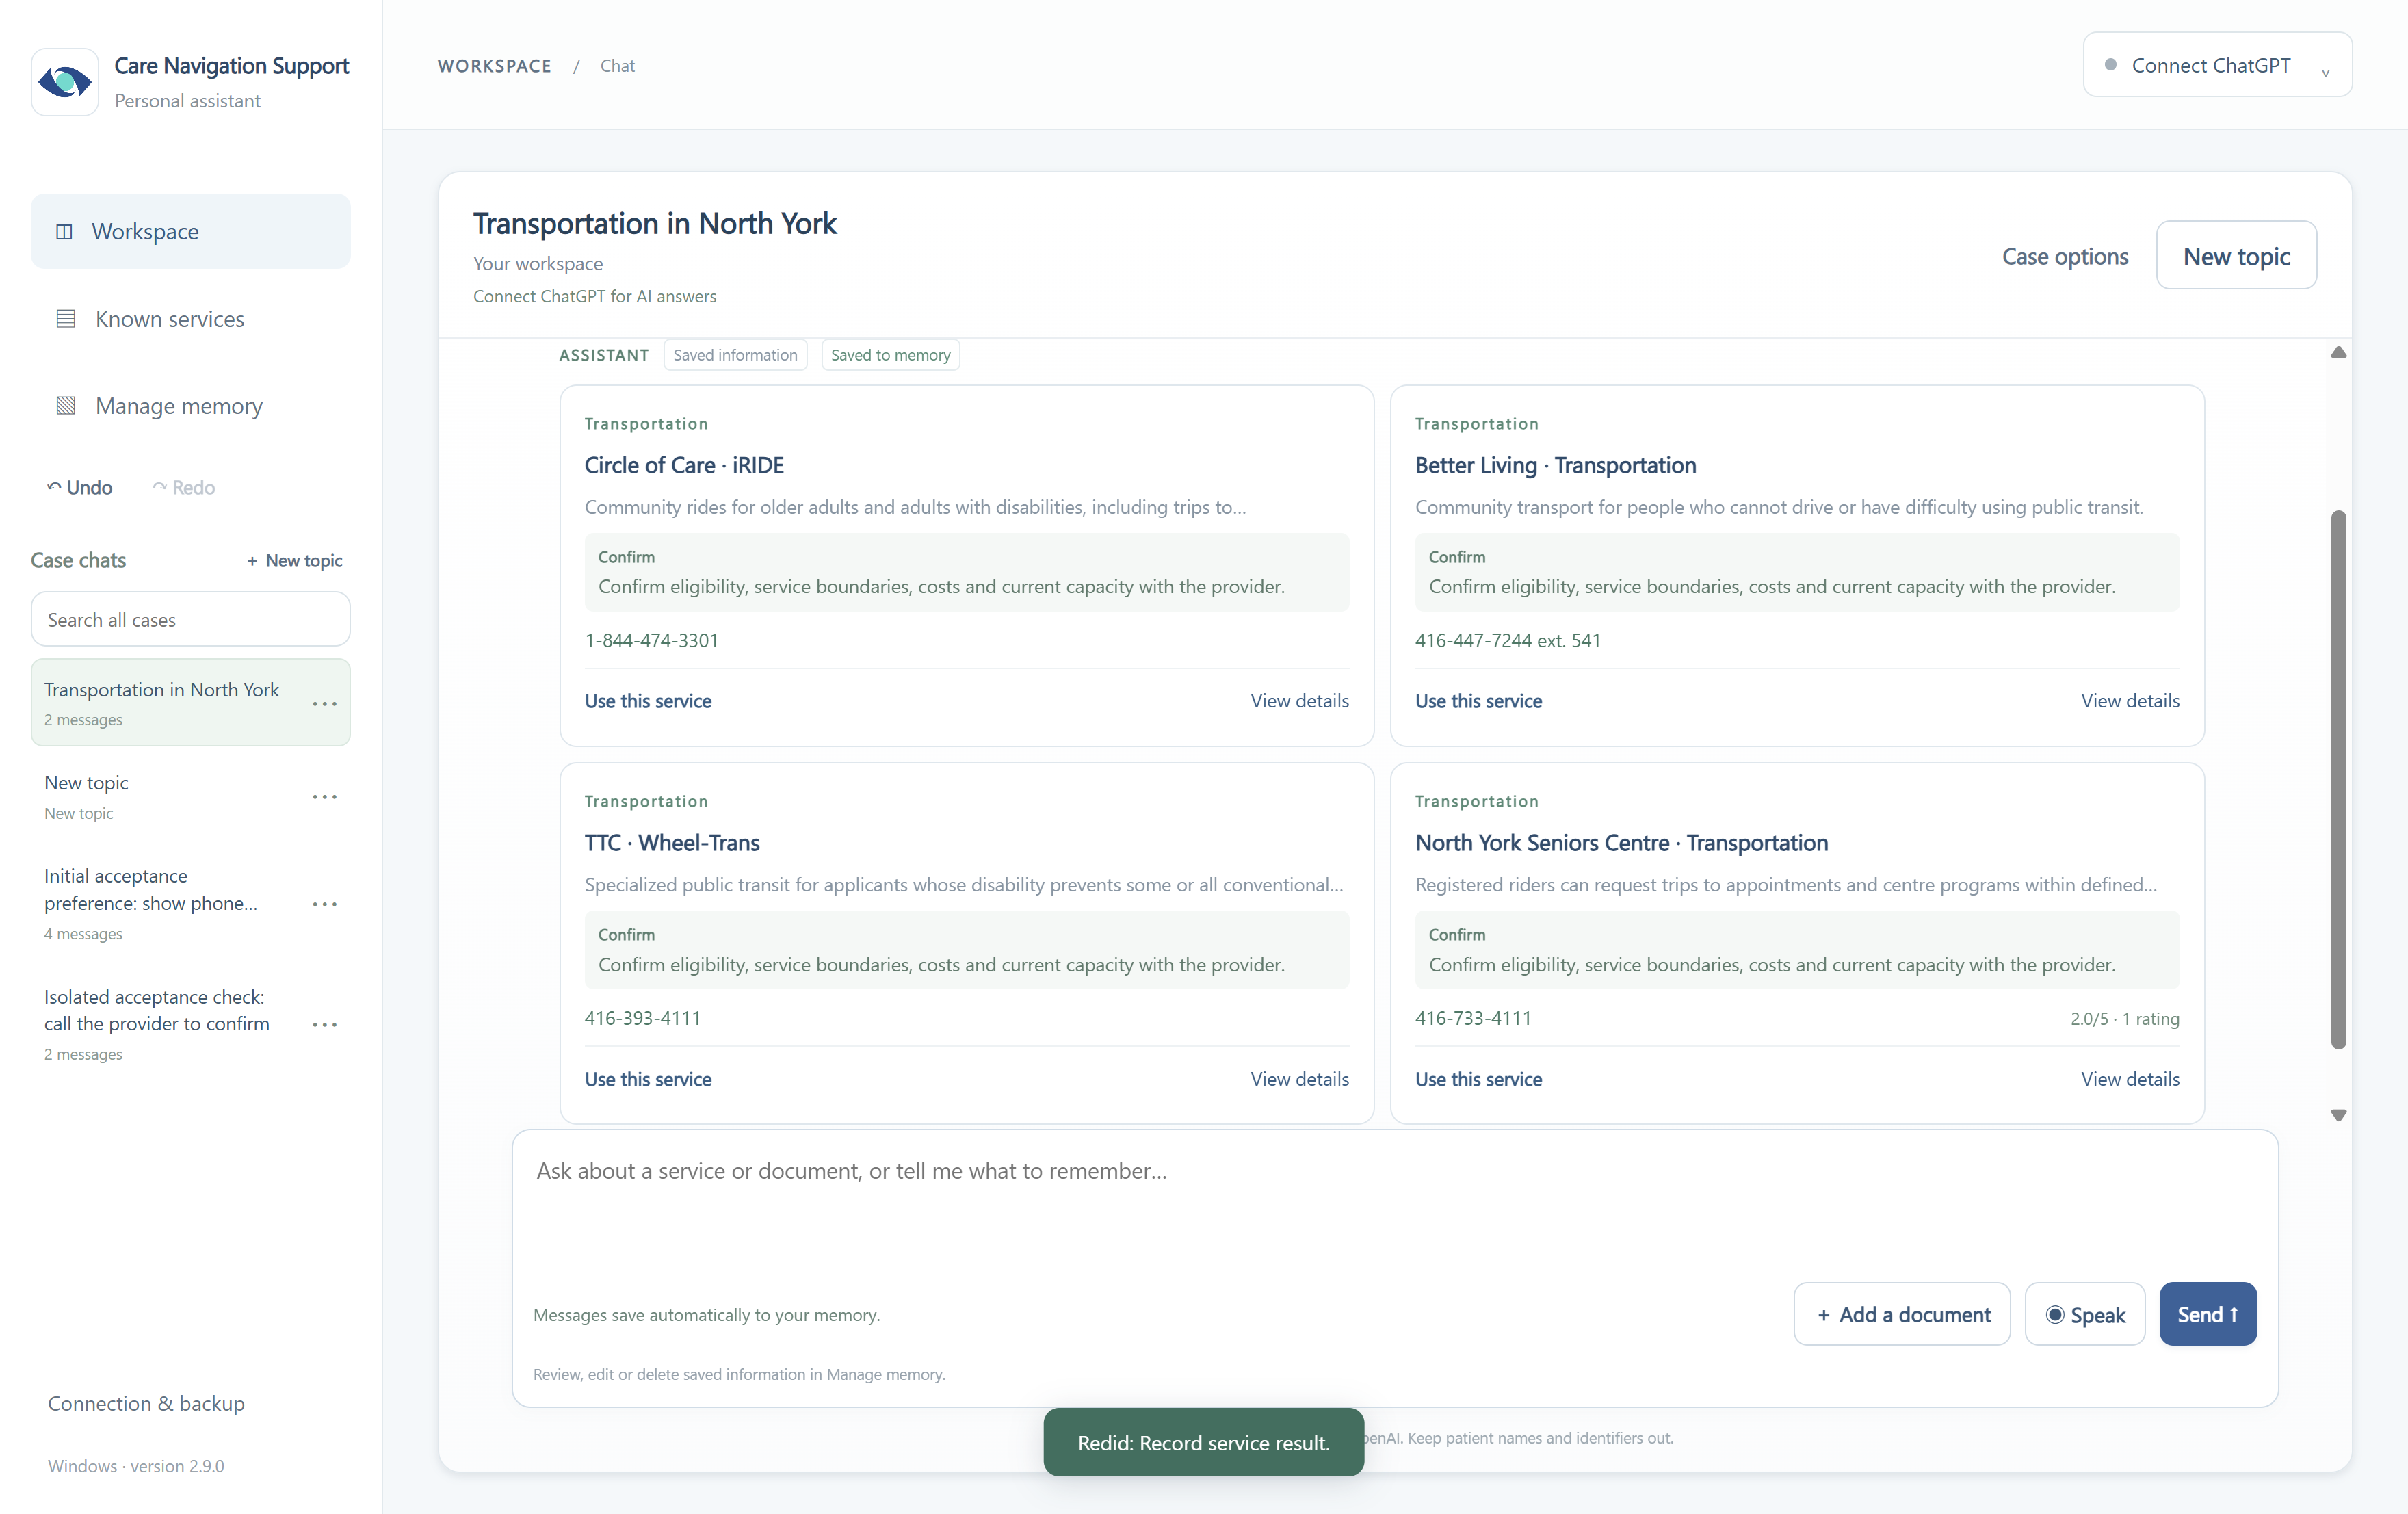 Care Navigation Support
Personal assistant
Workspace
Known services
Manage memory
Undo
Redo
Case chats
+ New topic
Search all cases
Transportation in North York
2 messages
New topic
New topic
Initial acceptance
preference: show phone...
4 messages
Isolated acceptance check:
call the provider to confirm
2 messages
Connection & backup
Windows · version 2.9.0
WORKSPACE / Chat
Connect ChatGPT
Transportation in North York
Your workspace
Connect ChatGPT for AI answers
Case options
New topic
ASSISTANT Saved information Saved to memory
Transportation
Circle of Care · iRIDE
Community rides for older adults and adults with disabilities, including trips to...
Confirm
Confirm eligibility, service boundaries, costs and current capacity with the provider.
1-844-474-3301
Use this service View details
Transportation
Better Living · Transportation
Community transport for people who cannot drive or have difficulty using public transit.
Confirm
Confirm eligibility, service boundaries, costs and current capacity with the provider.
416-447-7244 ext. 541
Use this service View details
Transportation
TTC · Wheel-Trans
Specialized public transit for applicants whose disability prevents some or all conventional...
Confirm
Confirm eligibility, service boundaries, costs and current capacity with the provider.
416-393-4111
Use this service View details
Transportation
North York Seniors Centre · Transportation
Registered riders can request trips to appointments and centre programs within defined...
Confirm
Confirm eligibility, service boundaries, costs and current capacity with the provider.
416-733-4111 2.0/5 · 1 rating
Use this service View details
Ask about a service or document, or tell me what to remember...
Messages save automatically to your memory.
+ Add a document
Speak
Send ↑
Review, edit or delete saved information in Manage memory.
Redid: Record service result.
Keep patient names and identifiers out.